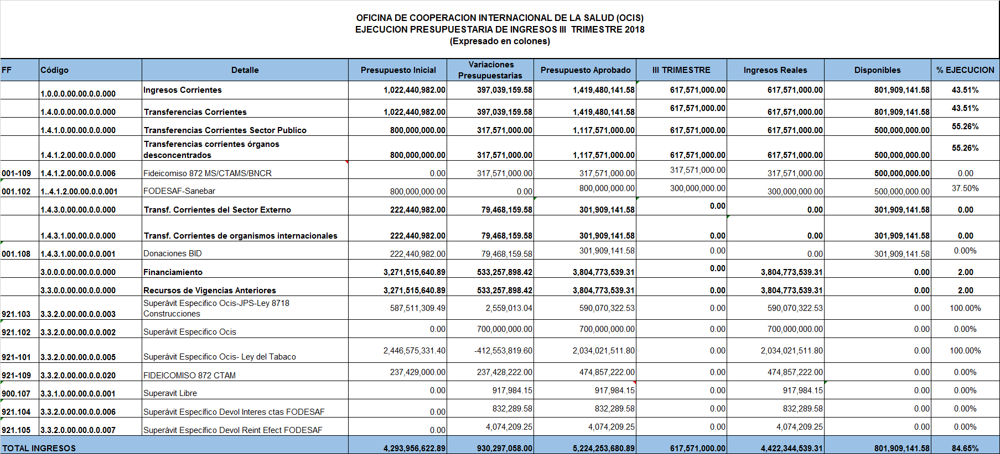 OFICINA DE COOPERACION INTERNACIONAL DE LA SALUD (OCIS)
EJECUCION PRESUPUESTARIA DE INGRESOS III TRIMESTRE 2018
(Expresado en colones)
FF Código Detalle Presupuesto Inicial Variaciones Presupuestarias Presupuesto Aprobado III TRIMESTRE Ingresos Reales Disponibles % EJECUCION
1.0.0.0.00.00.0.0.000 Ingresos Corrientes 1,022,440,982.00 397,039,159.58 1,419,480,141.58 617,571,000.00 617,571,000.00 801,909,141.58 43.51%
1.4.0.0.00.00.0.0.000 Transferencias Corrientes 1,022,440,982.00 397,039,159.58 1,419,480,141.58 617,571,000.00 617,571,000.00 801,909,141.58 43.51%
1.4.1.0.00.00.0.0.000 Transferencias Corrientes Sector Publico 800,000,000.00 317,571,000.00 1,117,571,000.00 617,571,000.00 617,571,000.00 500,000,000.00 55.26%
1.4.1.2.00.00.0.0.000 Transferencias corrientes órganos desconcentrados 800,000,000.00 317,571,000.00 1,117,571,000.00 617,571,000.00 617,571,000.00 500,000,000.00 55.26%
001-109 1.4.1.2.00.00.0.0.006 Fideicomiso 872 MS/CTAMS/BNCR 0.00 317,571,000.00 317,571,000.00 317,571,000.00 317,571,000.00 500,000,000.00 0.00
001.102 1..4.1.2.00.00.0.0.001 FODESAF-Sanebar 800,000,000.00 0.00 800,000,000.00 300,000,000.00 300,000,000.00 500,000,000.00 37.50%
1.4.3.0.00.00.0.0.000 Transf. Corrientes del Sector Externo 222,440,982.00 79,468,159.58 301,909,141.58 0.00 0.00 301,909,141.58 0.00
1.4.3.1.00.00.0.0.000 Transf. Corrientes de organismos internacionales 222,440,982.00 79,468,159.58 301,909,141.58 0.00 0.00 301,909,141.58 0.00
001.108 1.4.3.1.00.00.0.0.001 Donaciones BID 222,440,982.00 79,468,159.58 301,909,141.58 0.00 0.00 301,909,141.58 0.00%
3.0.0.0.00.00.0.0.000 Financiamiento 3,271,515,640.89 533,257,898.42 3,804,773,539.31 0.00 3,804,773,539.31 0.00 2.00
3.3.0.0.00.00.0.0.000 Recursos de Vigencias Anteriores 3,271,515,640.89 533,257,898.42 3,804,773,539.31 0.00 3,804,773,539.31 0.00 2.00
921.103 3.3.2.0.00.00.0.0.003 Superávit Especifico Ocis-JPS-Ley 8718 Construcciones 587,511,309.49 2,559,013.04 590,070,322.53 0.00 590,070,322.53 0.00 100.00%
921.102 3.3.2.0.00.00.0.0.002 Superávit Especifico Ocis 0.00 700,000,000.00 700,000,000.00 0.00 700,000,000.00 0.00 0.00%
921-101 3.3.2.0.00.00.0.0.005 Superávit Especifico Ocis- Ley del Tabaco 2,446,575,331.40 -412,553,819.60 2,034,021,511.80 0.00 2,034,021,511.80 0.00 100.00%
921-109 3.3.2.0.00.00.0.0.020 FIDEICOMISO 872 CTAM 237,429,000.00 237,428,222.00 474,857,222.00 0.00 474,857,222.00 0.00 0.00%
900.107 3.3.1.0.00.00.0.0.001 Superavit Libre 0.00 917,984.15 917,984.15 0.00 917,984.15 0.00 0.00%
921.104 3.3.2.0.00.00.0.0.006 Superávit Específico Devol Interes ctas FODESAF 0.00 832,289.58 832,289.58 0.00 832,289.58 0.00 0.00%
921.105 3.3.2.0.00.00.0.0.007 Superávit Específico Devol Reint Efect FODESAF 0.00 4,074,209.25 4,074,209.25 0.00 4,074,209.25 0.00 0.00%
TOTAL INGRESOS 4,293,956,622.89 930,297,058.00 5,224,253,680.89 617,571,000.00 4,422,344,539.31 801,909,141.58 84.65%